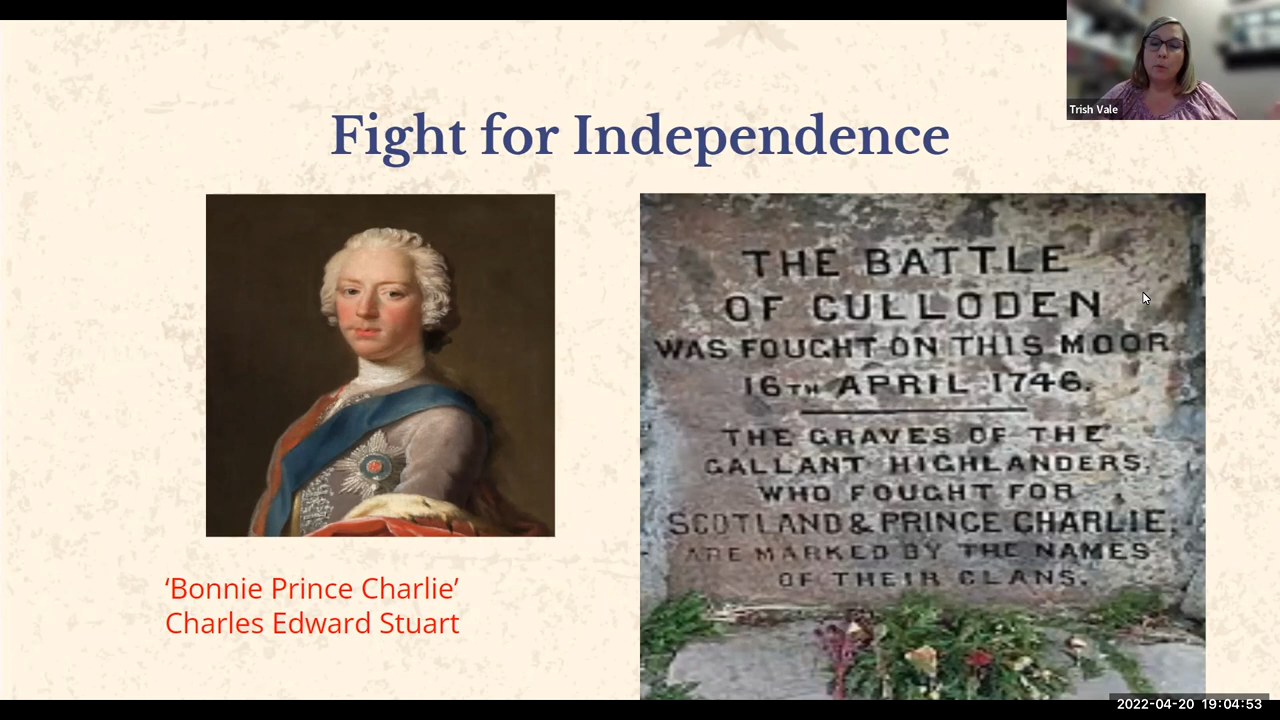 Trish Vale
Fight for Independence
THE BATTLE
OF CULLODEN
WAS FOUGHT ON THIS MOOR
16TH APRIL 1746.
THE GRAVES OF THE
GALLANT HIGHLANDERS,
WHO FOUGHT FOR
SCOTLAND & PRINCE CHARLIE,
ARE MARKED BY THE NAMES
OF THEIR CLANS.
‘Bonnie Prince Charlie’
Charles Edward Stuart
2022-04-20 19:04:53